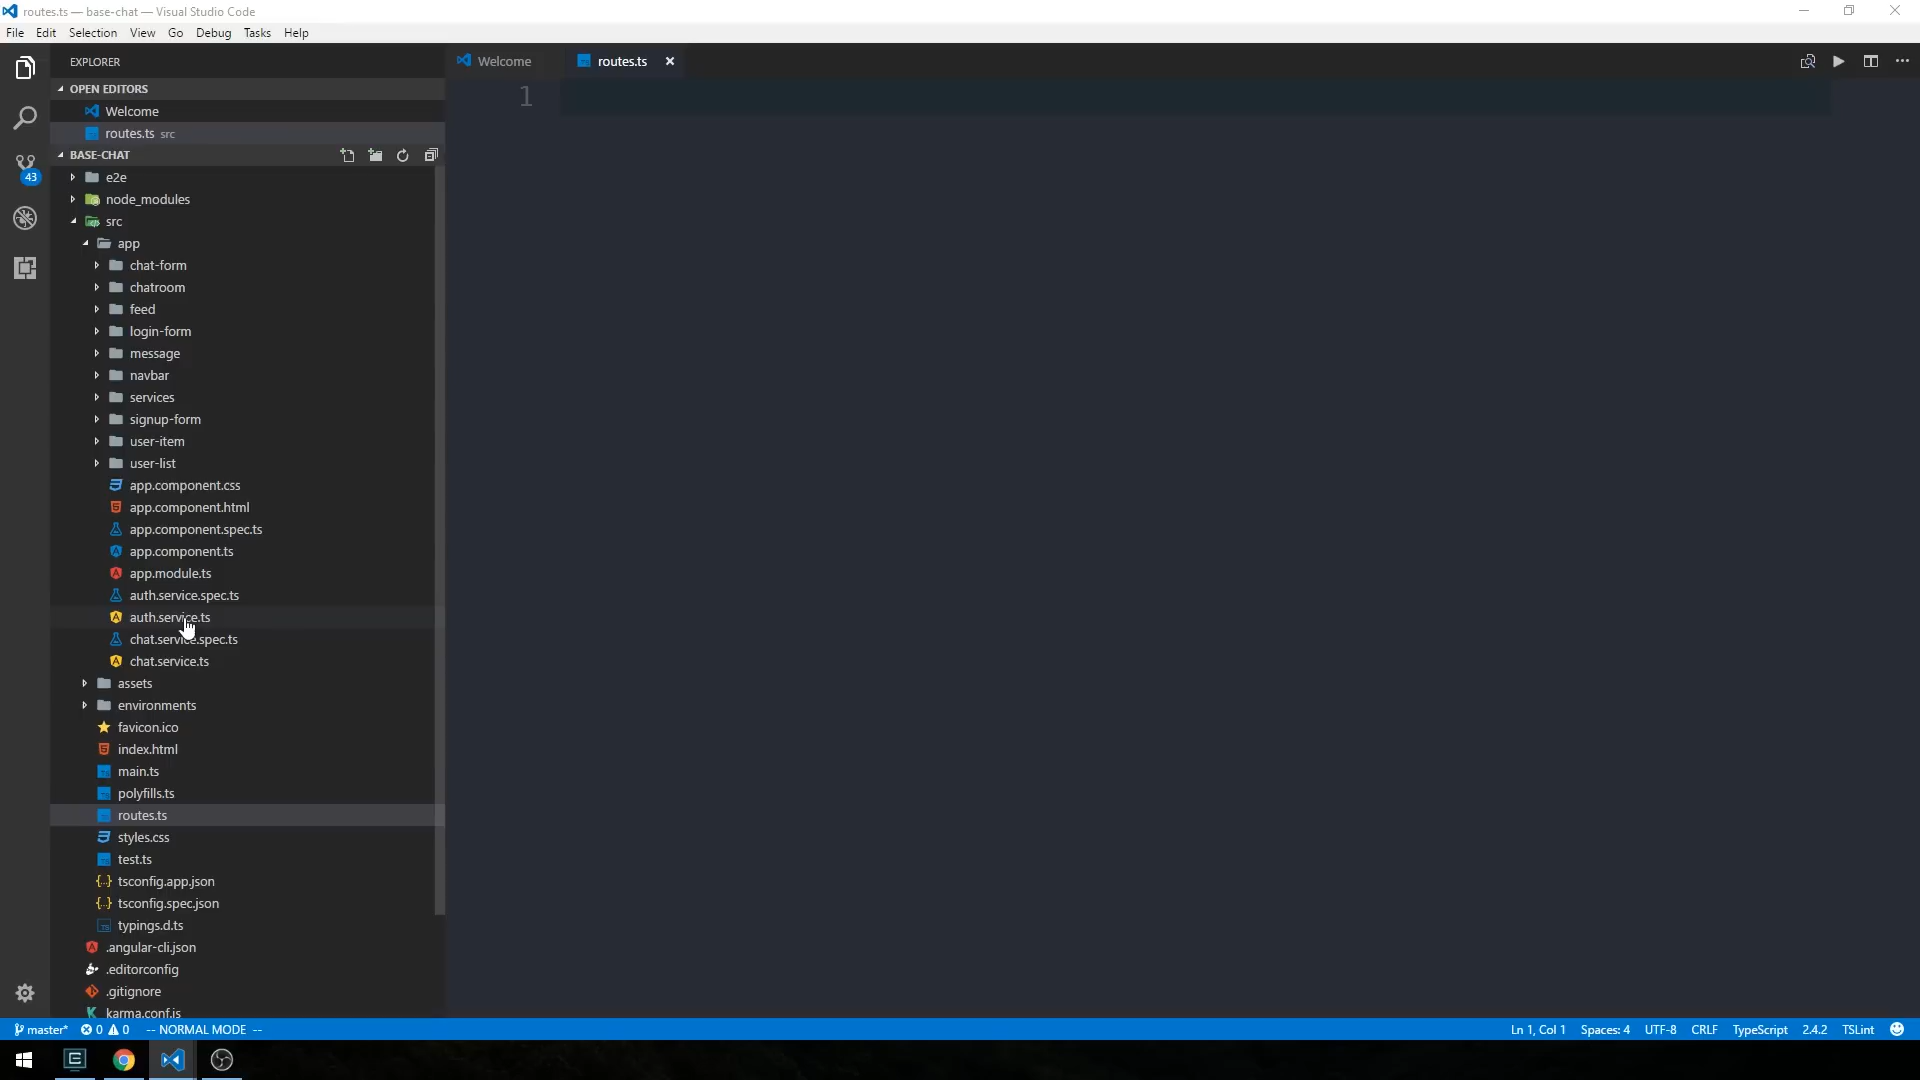 routes.ts — base-chat — Visual Studio Code
File Edit Selection View Go Debug Tasks Help
EXPLORER
OPEN EDITORS
Welcome
routes.ts src
BASE-CHAT
43
e2e
node_modules
src
app
chat-form
chatroom
feed
login-form
message
navbar
services
signup-form
user-item
user-list
app.component.css
app.component.html
app.component.spec.ts
app.component.ts
app.module.ts
auth.service.spec.ts
auth.service.ts
chat.service.spec.ts
chat.service.ts
assets
environments
favicon.ico
index.html
main.ts
polyfills.ts
routes.ts
styles.css
test.ts
tsconfig.app.json
tsconfig.spec.json
typings.d.ts
.angular-cli.json
.editorconfig
.gitignore
karma.conf.js
Welcome routes.ts
1
master* 0 0 -- NORMAL MODE -- Ln 1, Col 1 Spaces: 4 UTF-8 CRLF TypeScript 2.4.2 TSLint